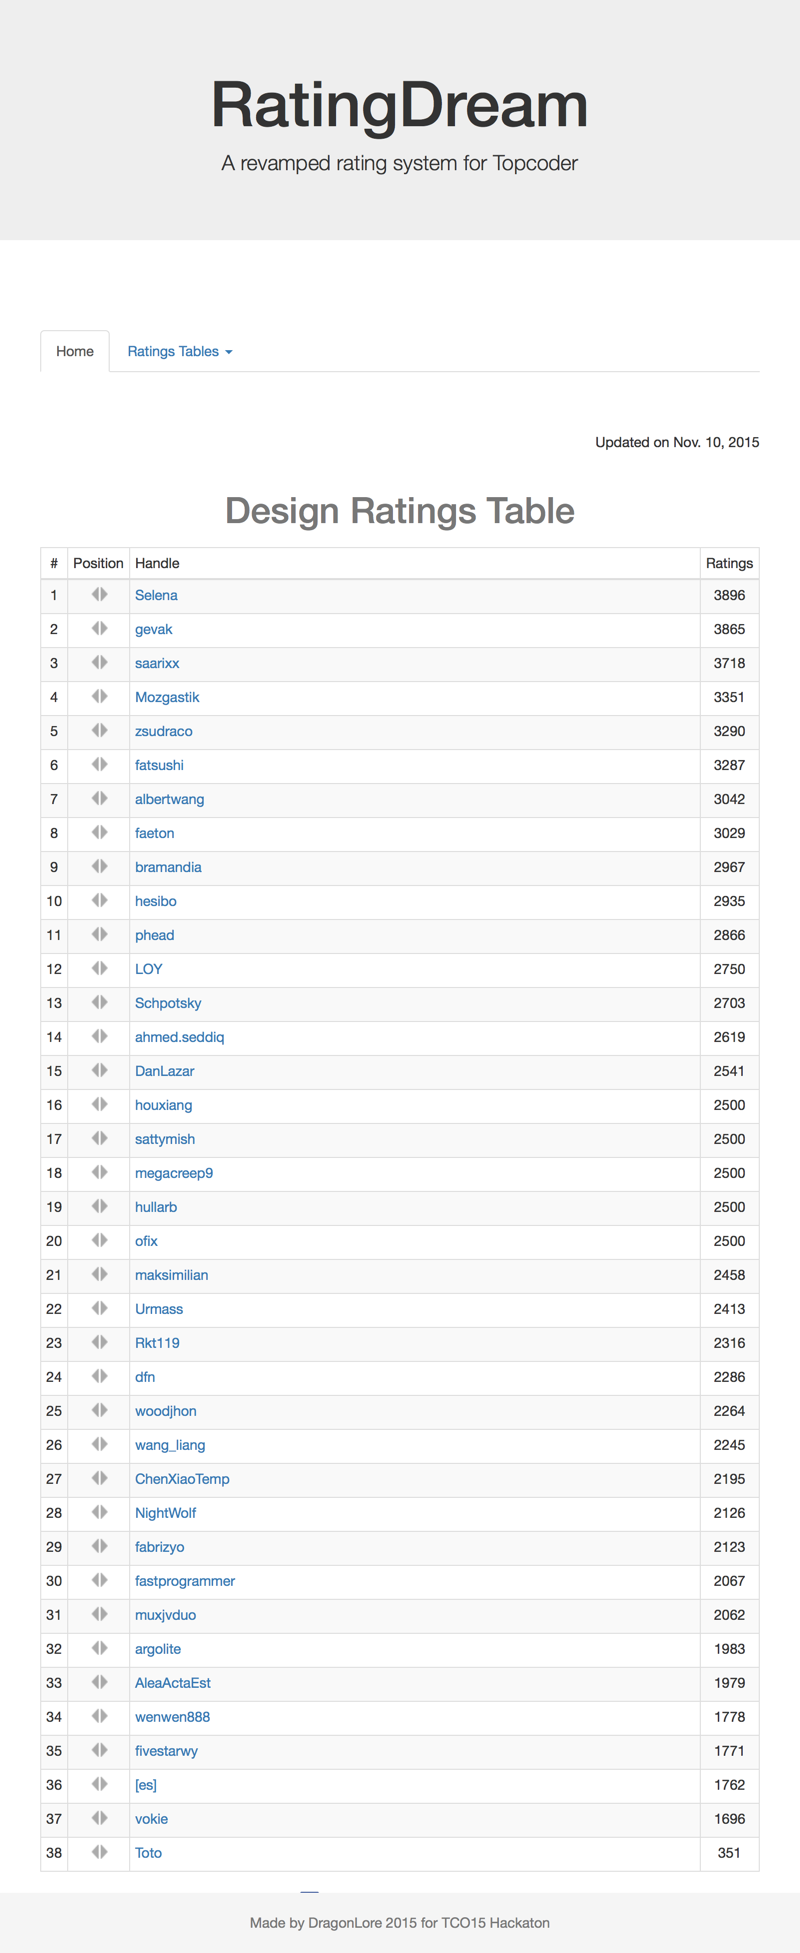 RatingDream
A revamped rating system for Topcoder
Home Ratings Tables
Updated on Nov. 10, 2015
Design Ratings Table
# Position Handle Ratings
1 Selena 3896
2 gevak 3865
3 saarixx 3718
4 Mozgastik 3351
5 zsudraco 3290
6 fatsushi 3287
7 albertwang 3042
8 faeton 3029
9 bramandia 2967
10 hesibo 2935
11 phead 2866
12 LOY 2750
13 Schpotsky 2703
14 ahmed.seddiq 2619
15 DanLazar 2541
16 houxiang 2500
17 sattymish 2500
18 megacreep9 2500
19 hullarb 2500
20 ofix 2500
21 maksimilian 2458
22 Urmass 2413
23 Rkt119 2316
24 dfn 2286
25 woodjhon 2264
26 wang_liang 2245
27 ChenXiaoTemp 2195
28 NightWolf 2126
29 fabrizyo 2123
30 fastprogrammer 2067
31 muxjvduo 2062
32 argolite 1983
33 AleaActaEst 1979
34 wenwen888 1778
35 fivestarwy 1771
36 [es] 1762
37 vokie 1696
38 Toto 351
Made by DragonLore 2015 for TCO15 Hackaton